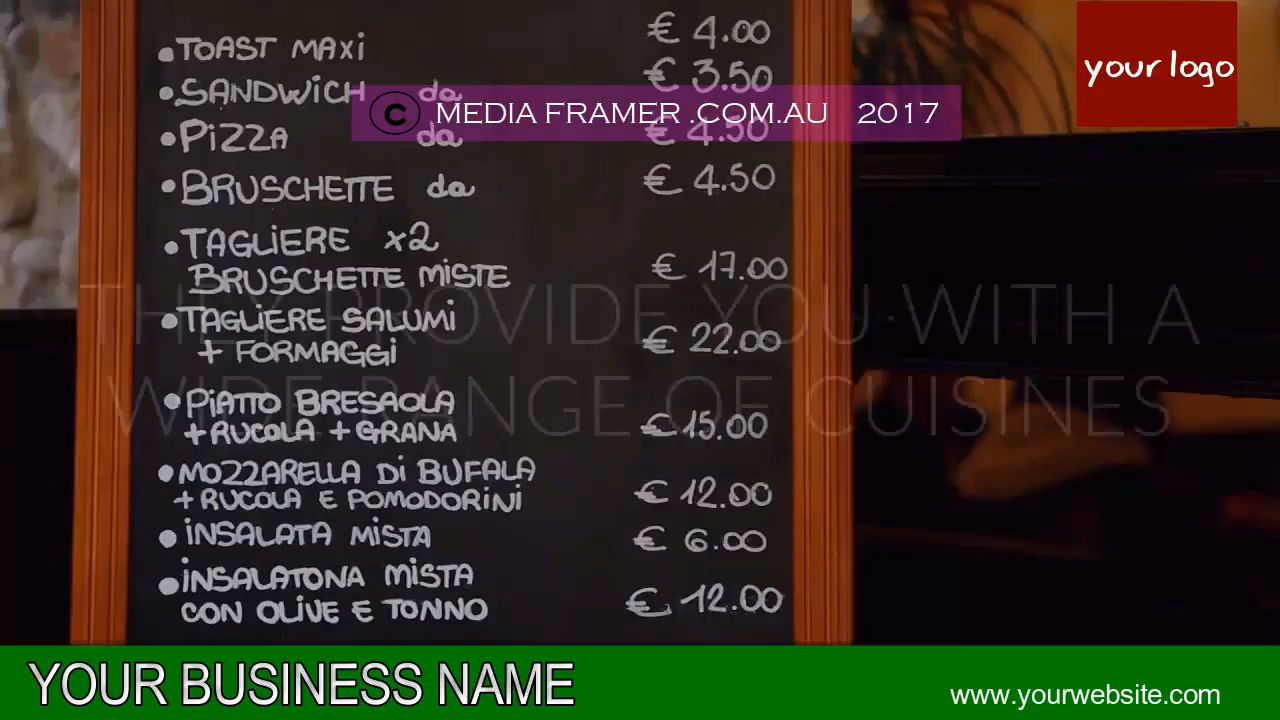 TOAST MAXI € 4.00
your logo
SANDWICH da € 3.50
© MEDIA FRAMER .COM.AU 2017
PIZZA da € 4.50
BRUSCHETTE da € 4.50
TAGLIERE x2
BRUSCHETTE MISTE € 17.00
THEY PROVIDE YOU WITH A
TAGLIERE SALUMI
+ FORMAGGI € 22.00
WIDE RANGE OF CUISINES
PIATTO BRESAOLA
+ RUCOLA + GRANA € 15.00
MOZZARELLA DI BUFALA
+ RUCOLA E POMODORINI € 12.00
INSALATA MISTA € 6.00
INSALATONA MISTA
CON OLIVE E TONNO € 12.00
YOUR BUSINESS NAME
www.yourwebsite.com